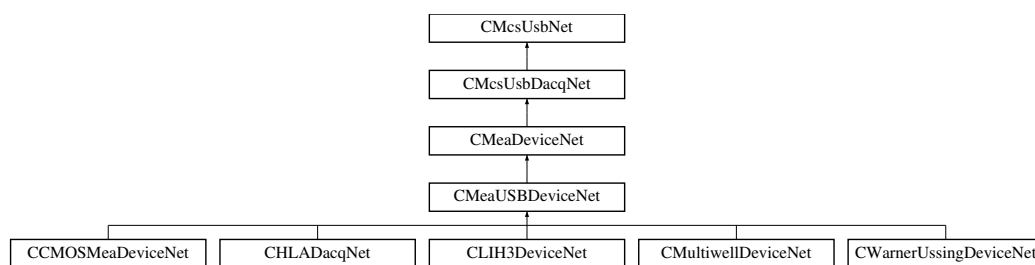 CMcsUsbNet
CMcsUsbDacqNet
CMeaDeviceNet
CMeaUSBDeviceNet
CCMOSMeaDeviceNet CHLADacqNet CLIH3DeviceNet CMultiwellDeviceNet CWarnerUssingDeviceNet